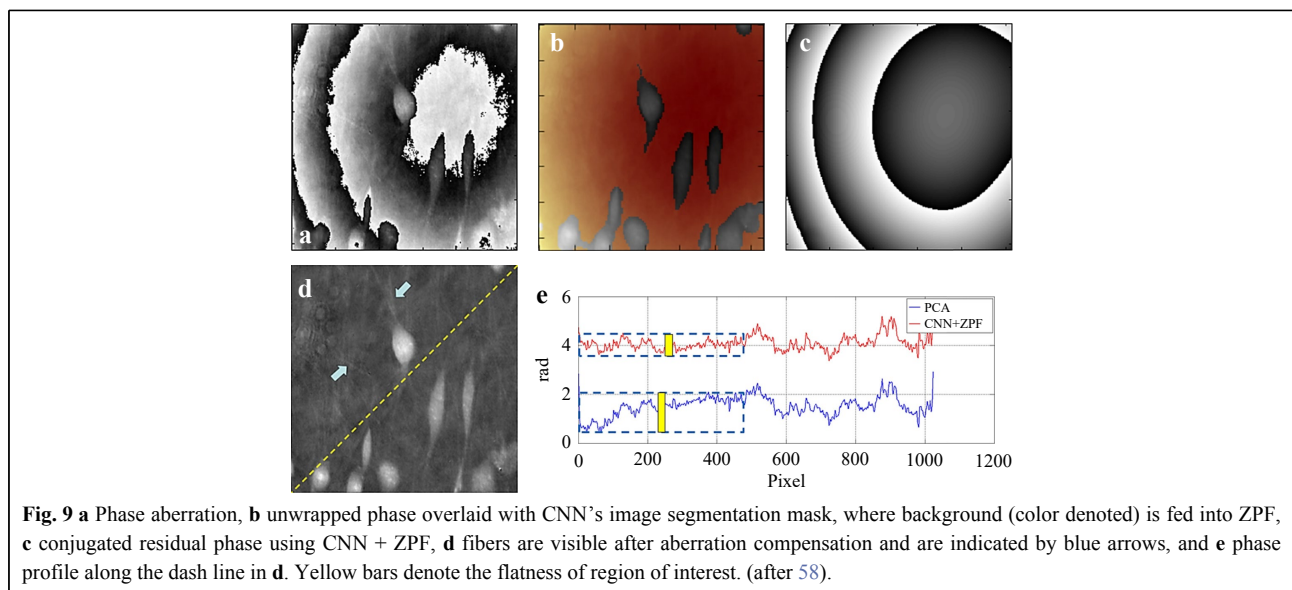 a
b
c
d
e
6
4
2
0
rad
PCA
CNN+ZPF
0 200 400 600 800 1000 1200
Pixel
Fig. 9 a Phase aberration, b unwrapped phase overlaid with CNN's image segmentation mask, where background (color denoted) is fed into ZPF,
c conjugated residual phase using CNN + ZPF, d fibers are visible after aberration compensation and are indicated by blue arrows, and e phase
profile along the dash line in d. Yellow bars denote the flatness of region of interest. (after 58).